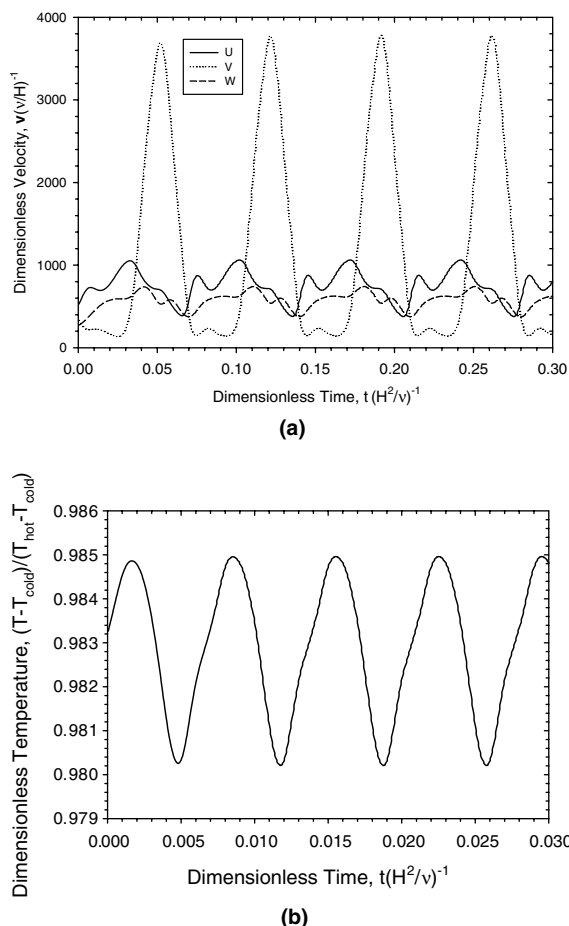 4000
3000
2000
1000
0
Dimensionless Velocity, v(ν/H)⁻¹
U
V
W
0.00 0.05 0.10 0.15 0.20 0.25 0.30
Dimensionless Time, t (H²/ν)⁻¹
(a)
0.986
0.985
0.984
0.983
0.982
0.981
0.980
0.979
Dimensionless Temperature, (T-T_cold)/(T_hot-T_cold)
0.000 0.005 0.010 0.015 0.020 0.025 0.030
Dimensionless Time, t(H²/ν)⁻¹
(b)